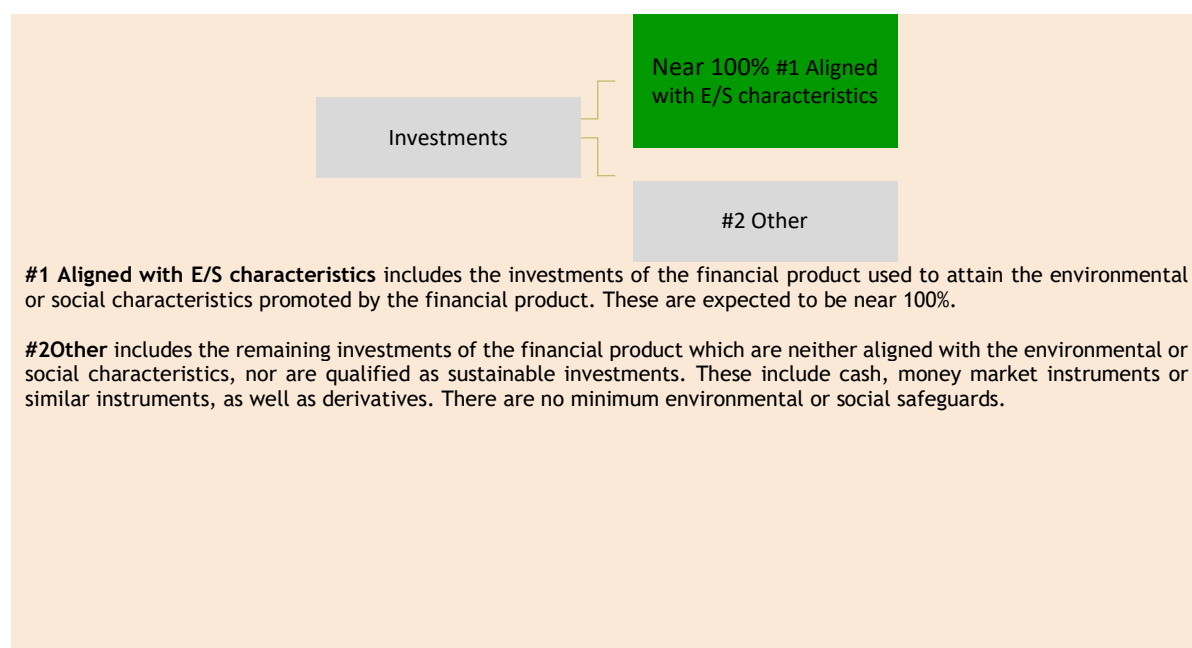 Near 100% #1 Aligned
with E/S characteristics
Investments
#2 Other
#1 Aligned with E/S characteristics includes the investments of the financial product used to attain the environmental
or social characteristics promoted by the financial product. These are expected to be near 100%.
#2Other includes the remaining investments of the financial product which are neither aligned with the environmental or
social characteristics, nor are qualified as sustainable investments. These include cash, money market instruments or
similar instruments, as well as derivatives. There are no minimum environmental or social safeguards.